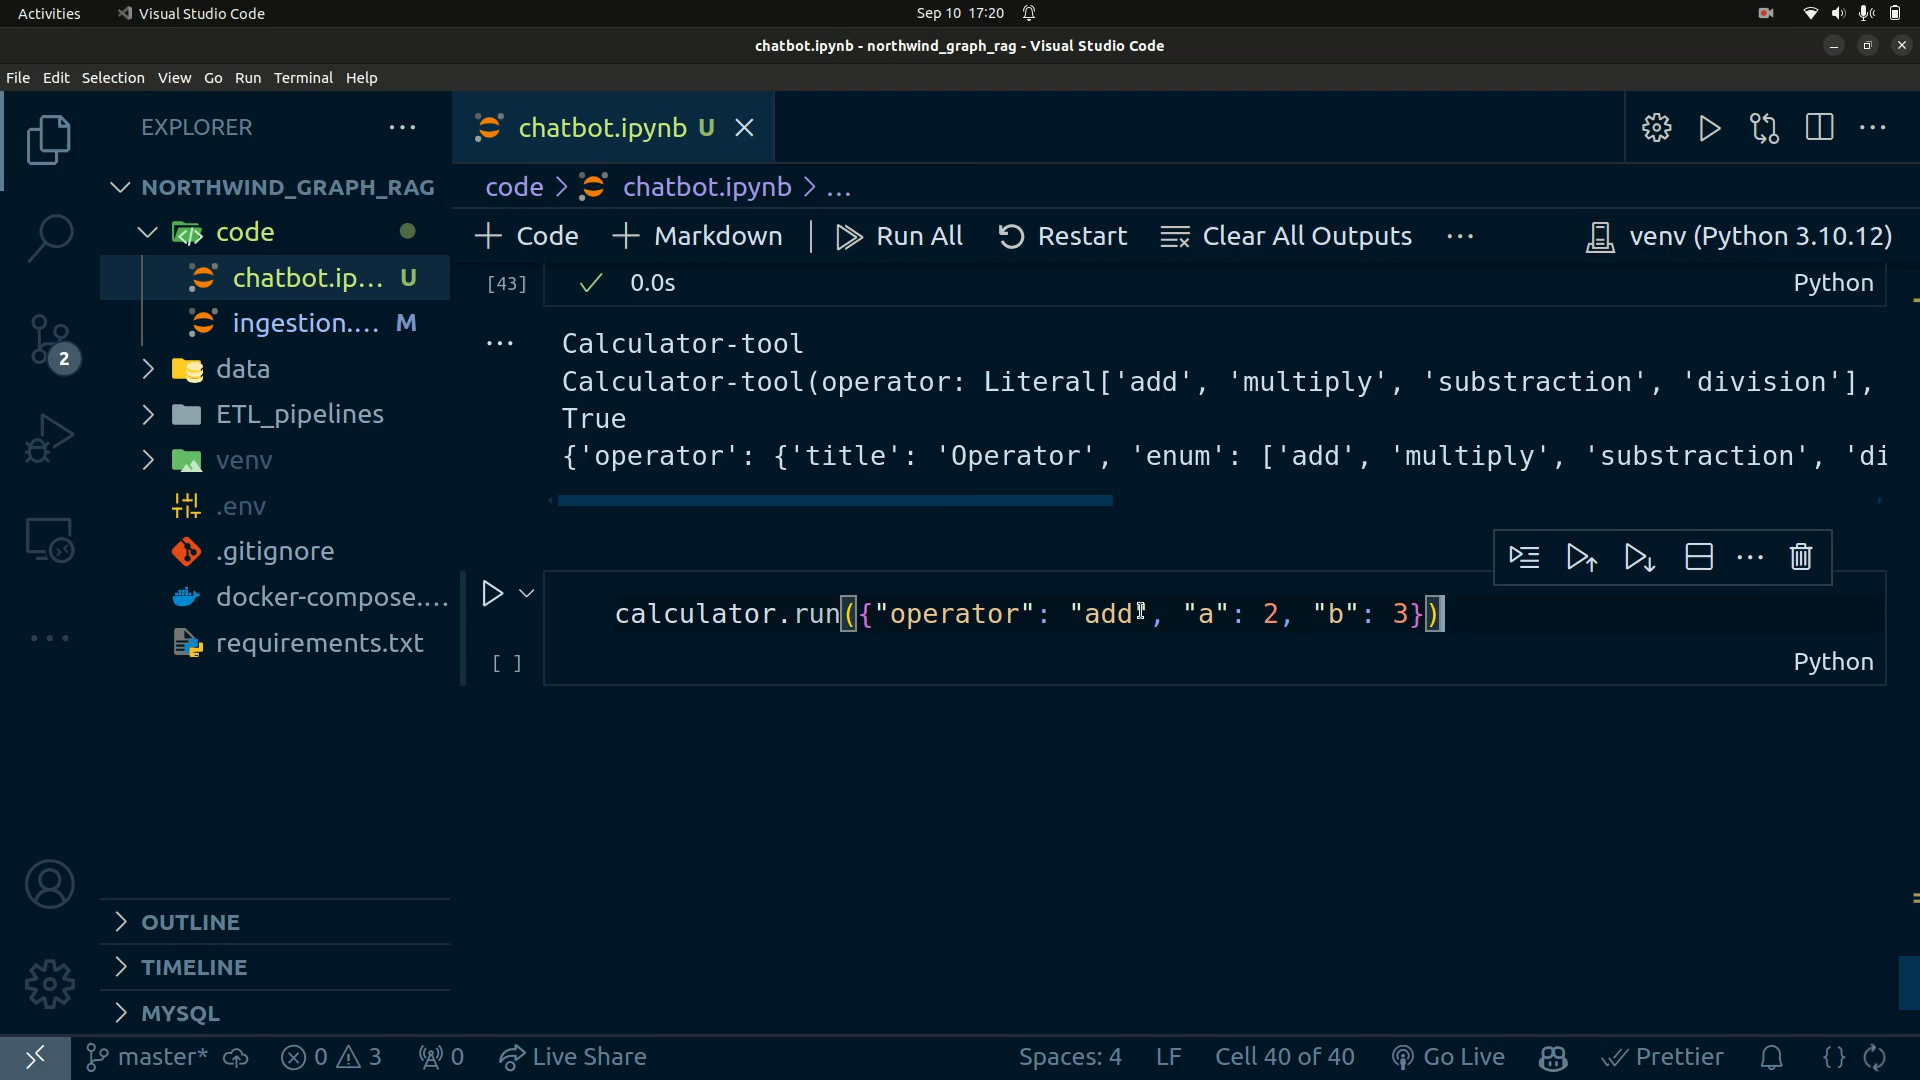 Activities Visual Studio Code Sep 10 17:20
chatbot.ipynb - northwind_graph_rag - Visual Studio Code
File Edit Selection View Go Run Terminal Help
EXPLORER
NORTHWIND_GRAPH_RAG
code
chatbot.ip... U
ingestion.... M
data
ETL_pipelines
venv
.env
.gitignore
docker-compose....
requirements.txt
OUTLINE
TIMELINE
MYSQL
2
chatbot.ipynb U
code > chatbot.ipynb > ...
Code Markdown Run All Restart Clear All Outputs ... venv (Python 3.10.12)
[43] 0.0s Python
Calculator-tool
Calculator-tool(operator: Literal['add', 'multiply', 'substraction', 'division'],
True
{'operator': {'title': 'Operator', 'enum': ['add', 'multiply', 'substraction', 'di
calculator.run({"operator": "add", "a": 2, "b": 3})
[ ] Python
master* 0 3 0 Live Share Spaces: 4 LF Cell 40 of 40 Go Live Prettier {}